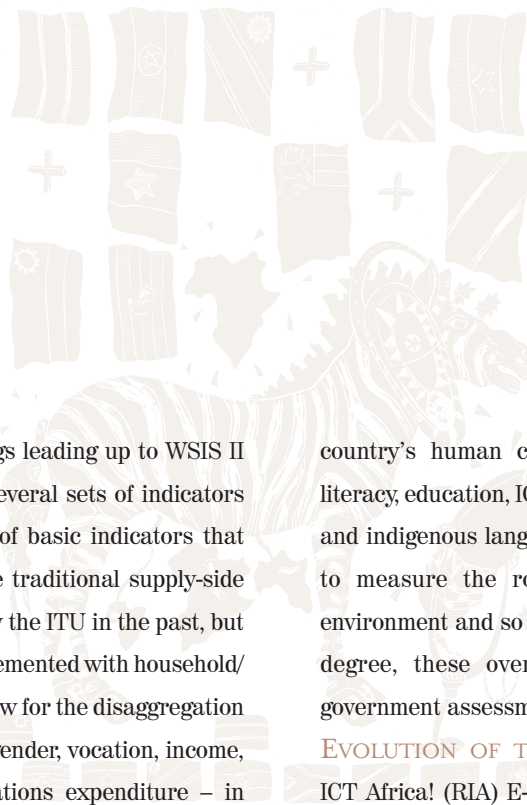 gs leading up to WSIS II
everal sets of indicators
of basic indicators that
e traditional supply-side
y the ITU in the past, but
emented with household/
w for the disaggregation
ender, vocation, income,
ations expenditure – in
country's human c
literacy, education, IC
and indigenous lang
to measure the ro
environment and so
degree, these over
government assessm
EVOLUTION OF T
ICT Africa! (RIA) E-